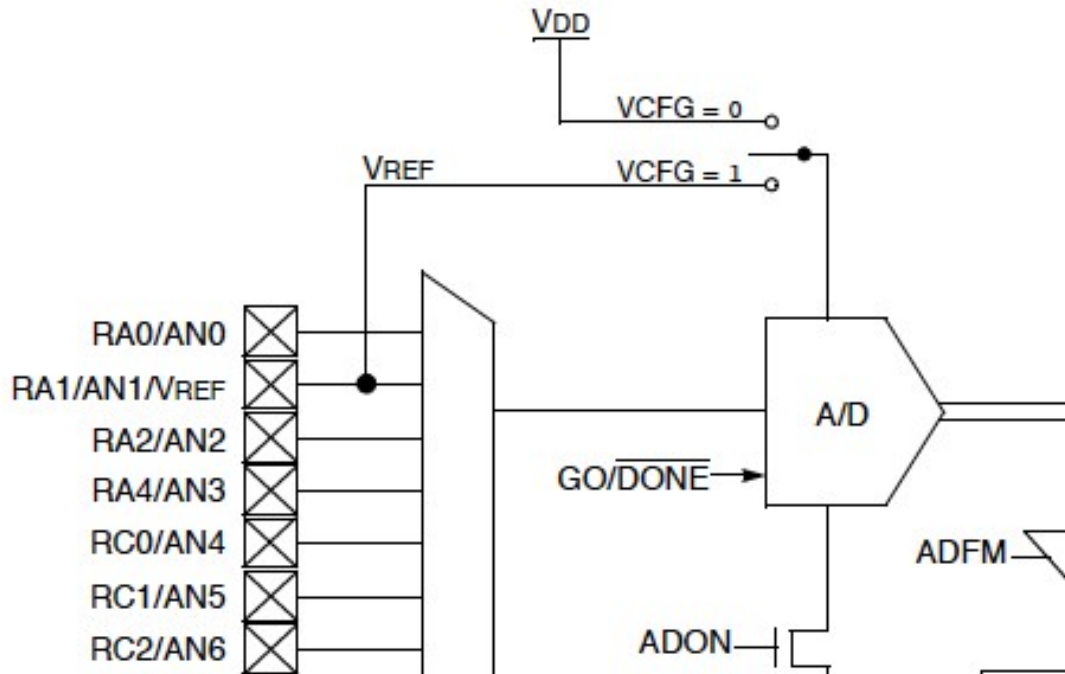 VDD
VCFG = 0
VREF
VCFG = 1
RA0/AN0
RA1/AN1/VREF
RA2/AN2
A/D
RA4/AN3
GO/DONE
RC0/AN4
ADFM
RC1/AN5
ADON
RC2/AN6